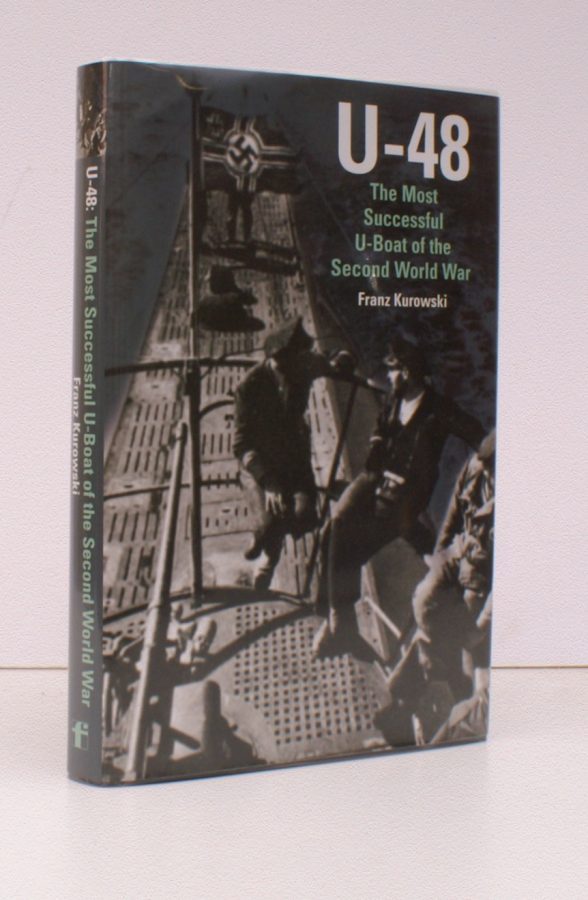 U-48
The Most
Successful
U-Boat of the
Second World War
Franz Kurowski
U-48: The Most Successful U-Boat of the Second World War
Franz Kurowski
f